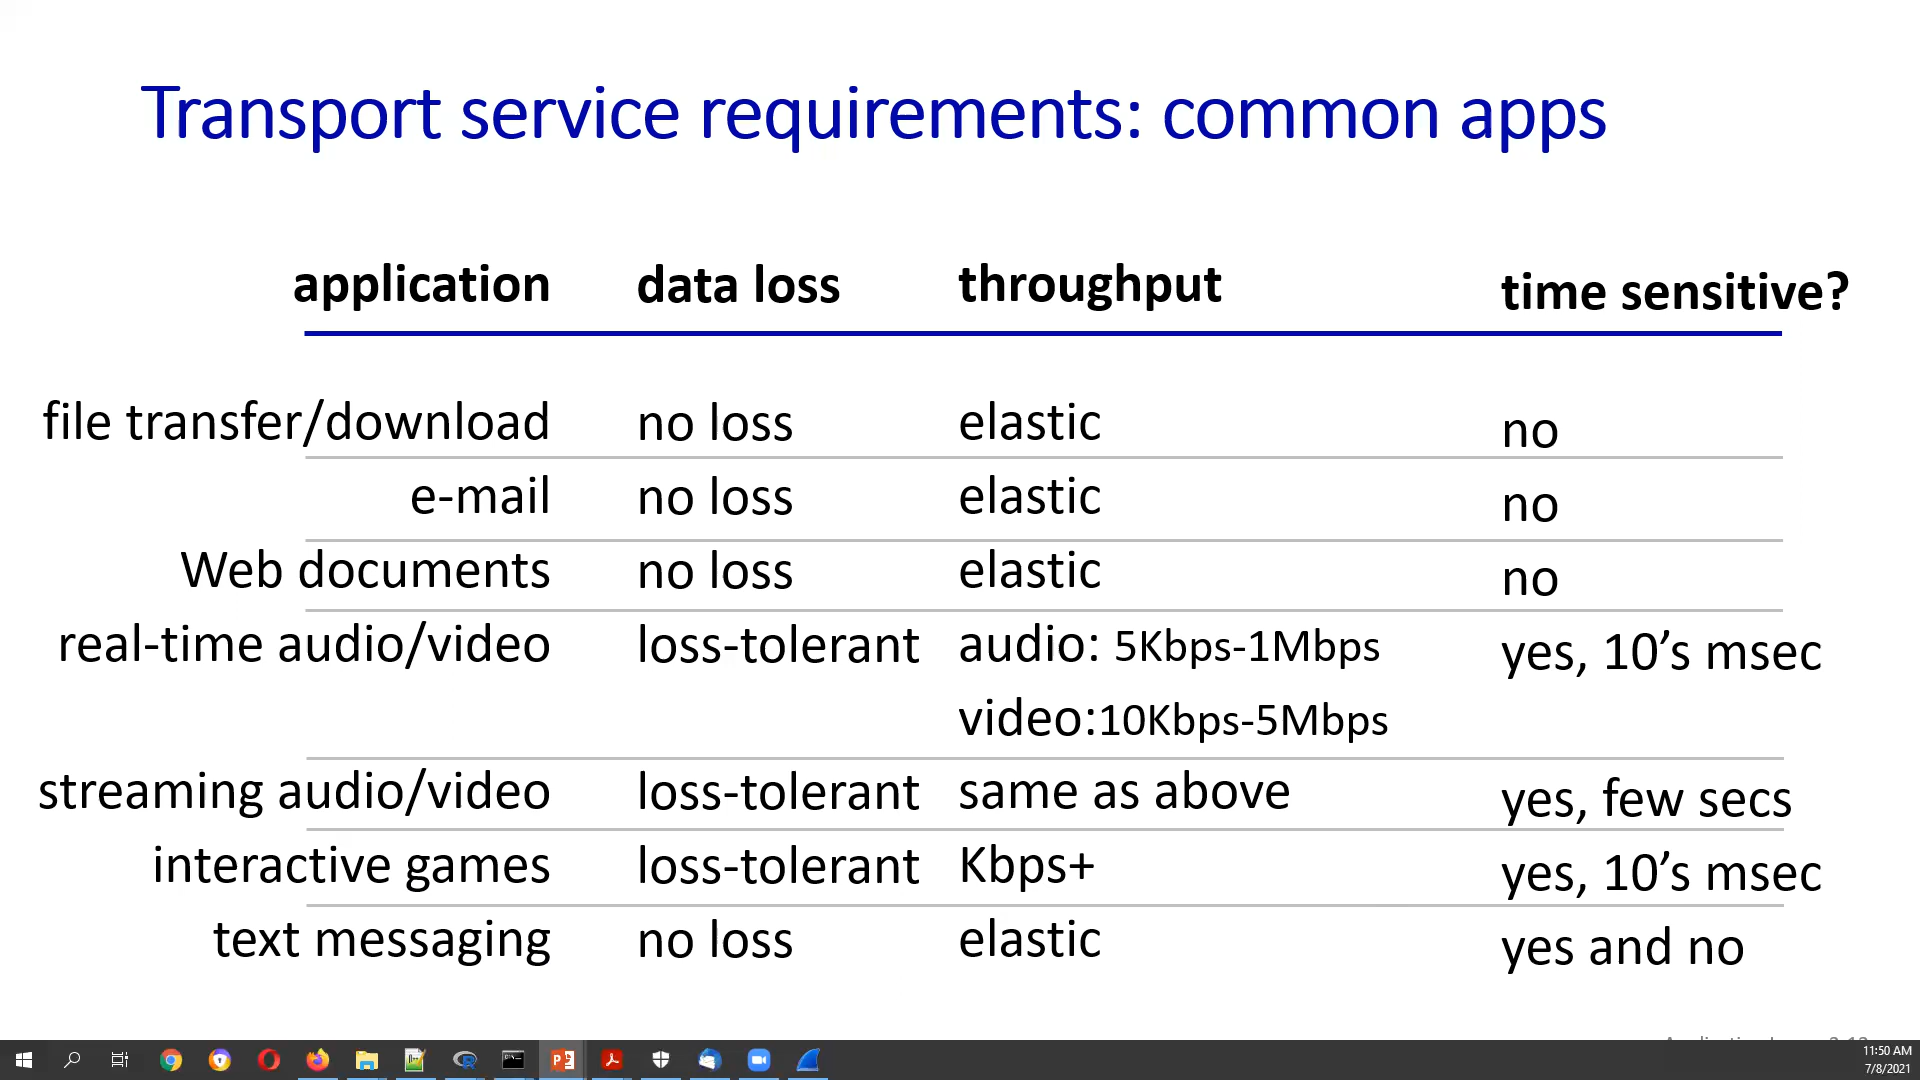 Transport service requirements: common apps
application data loss throughput time sensitive?
file transfer/download no loss elastic no
e-mail no loss elastic no
Web documents no loss elastic no
real-time audio/video loss-tolerant audio: 5Kbps-1Mbps yes, 10’s msec
video:10Kbps-5Mbps
streaming audio/video loss-tolerant same as above yes, few secs
interactive games loss-tolerant Kbps+ yes, 10’s msec
text messaging no loss elastic yes and no
11:50 AM
7/8/2021